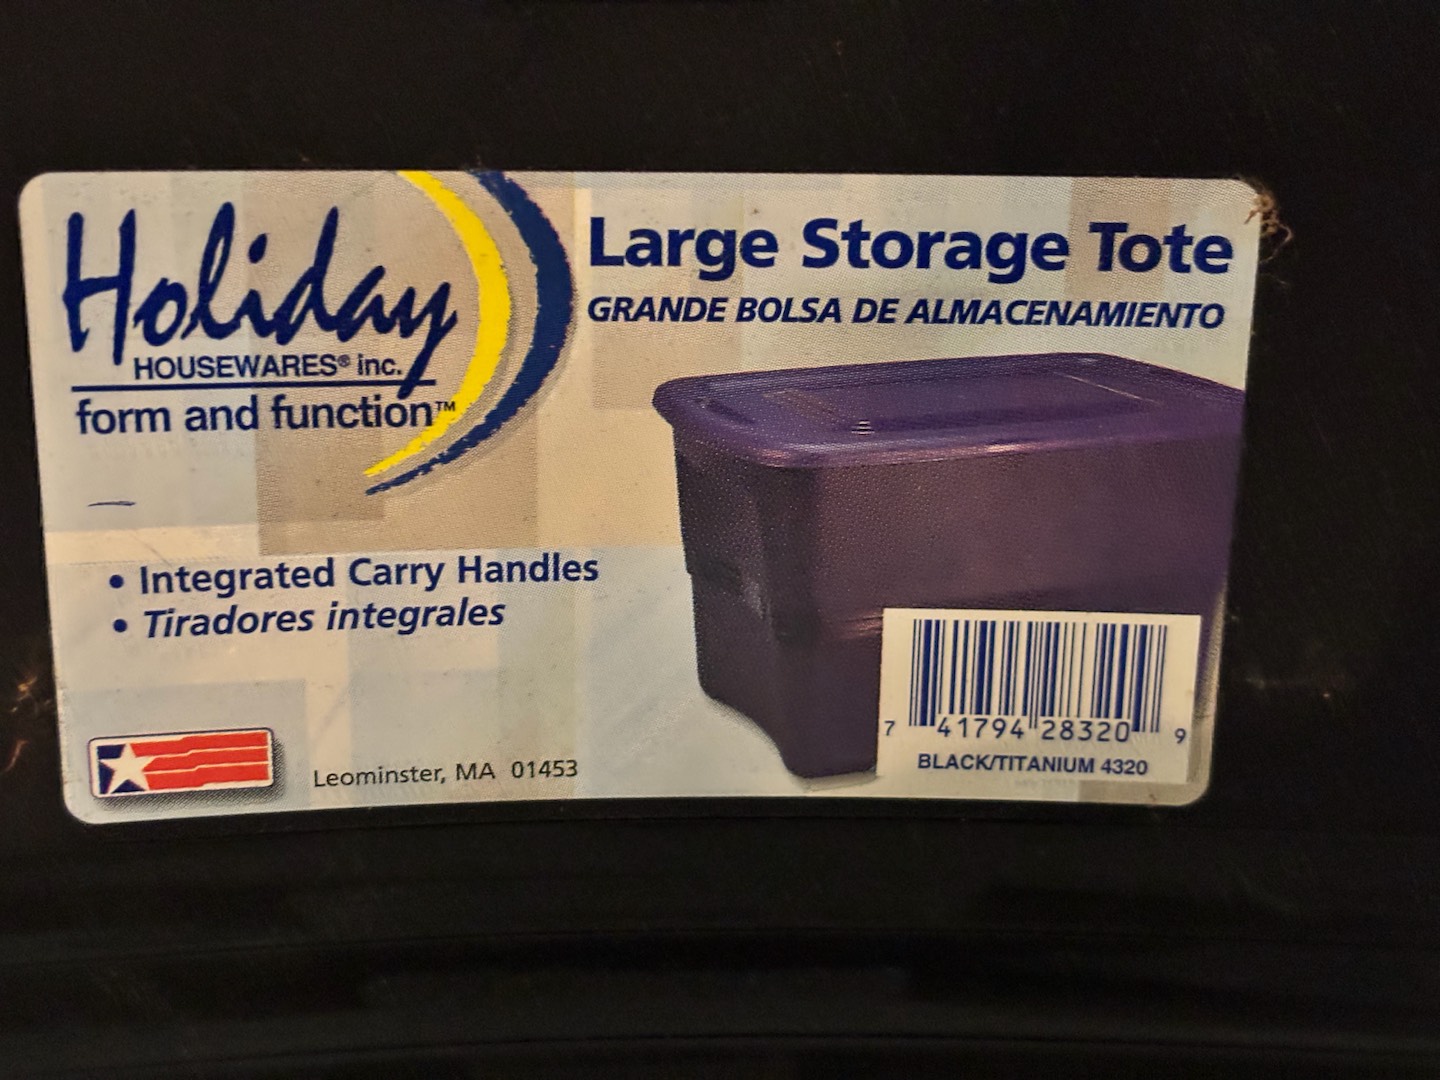 Holiday
HOUSEWARES® inc.
form and function™
Large Storage Tote
GRANDE BOLSA DE ALMACENAMIENTO
• Integrated Carry Handles
• Tiradores integrales
Leominster, MA 01453
7 41794 28320 9
BLACK/TITANIUM 4320